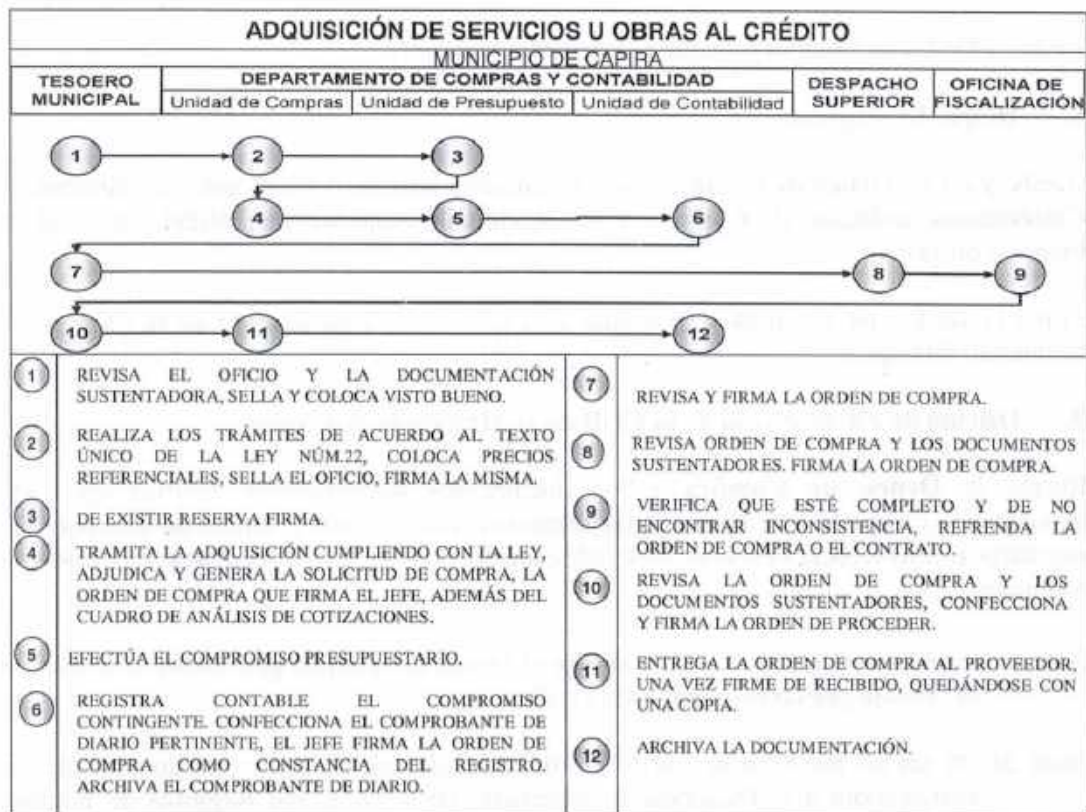 ADQUISICIÓN DE SERVICIOS U OBRAS AL CRÉDITO
MUNICIPIO DE CAPIRA
TESOERO
MUNICIPAL
DEPARTAMENTO DE COMPRAS Y CONTABILIDAD
Unidad de Compras
Unidad de Presupuesto
Unidad de Contabilidad
DESPACHO
SUPERIOR
OFICINA DE
FISCALIZACIÓN
1
2
3
4
5
6
7
8
9
10
11
12
1
REVISA EL OFICIO Y LA DOCUMENTACIÓN
SUSTENTADORA, SELLA Y COLOCA VISTO BUENO.
2
REALIZA LOS TRÁMITES DE ACUERDO AL TEXTO
ÚNICO DE LA LEY NÚM.22, COLOCA PRECIOS
REFERENCIALES, SELLA EL OFICIO, FIRMA LA MISMA.
3
DE EXISTIR RESERVA FIRMA.
4
TRAMITA LA ADQUISICIÓN CUMPLIENDO CON LA LEY,
ADJUDICA Y GENERA LA SOLICITUD DE COMPRA, LA
ORDEN DE COMPRA QUE FIRMA EL JEFE, ADEMÁS DEL
CUADRO DE ANÁLISIS DE COTIZACIONES.
5
EFECTÚA EL COMPROMISO PRESUPUESTARIO.
6
REGISTRA CONTABLE EL COMPROMISO
CONTINGENTE. CONFECCIONA EL COMPROBANTE DE
DIARIO PERTINENTE, EL JEFE FIRMA LA ORDEN DE
COMPRA COMO CONSTANCIA DEL REGISTRO.
ARCHIVA EL COMPROBANTE DE DIARIO.
7
REVISA Y FIRMA LA ORDEN DE COMPRA.
8
REVISA ORDEN DE COMPRA Y LOS DOCUMENTOS
SUSTENTADORES. FIRMA LA ORDEN DE COMPRA.
9
VERIFICA QUE ESTÉ COMPLETO Y DE NO
ENCONTRAR INCONSISTENCIA, REFRENDA LA
ORDEN DE COMPRA O EL CONTRATO.
10
REVISA LA ORDEN DE COMPRA Y LOS
DOCUMENTOS SUSTENTADORES, CONFECCIONA
Y FIRMA LA ORDEN DE PROCEDER.
11
ENTREGA LA ORDEN DE COMPRA AL PROVEEDOR,
UNA VEZ FIRME DE RECIBIDO, QUEDÁNDOSE CON
UNA COPIA.
12
ARCHIVA LA DOCUMENTACIÓN.